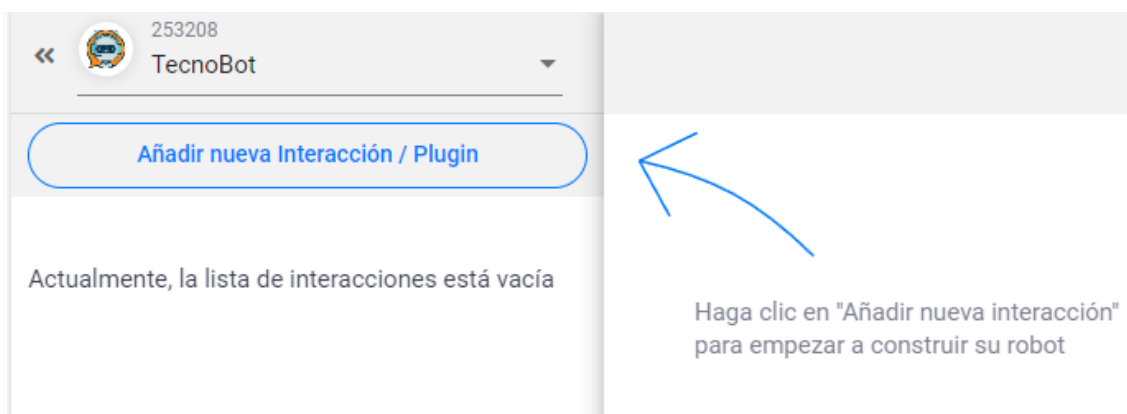 253208
TecnoBot
Añadir nueva Interacción / Plugin
Actualmente, la lista de interacciones está vacía
Haga clic en "Añadir nueva interacción"
para empezar a construir su robot